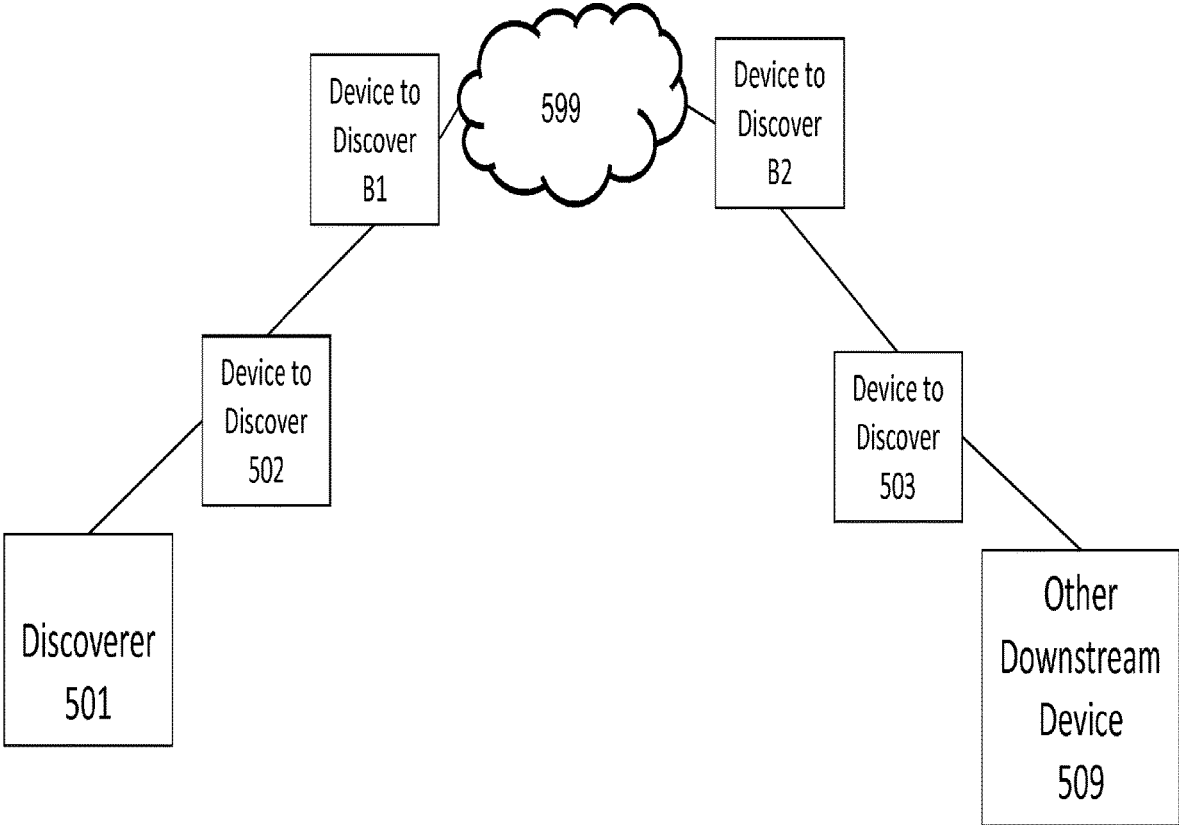 Device to
Discover
B1
599
Device to
Discover
B2
Device to
Discover
502
Device to
Discover
503
Discoverer
501
Other
Downstream
Device
509